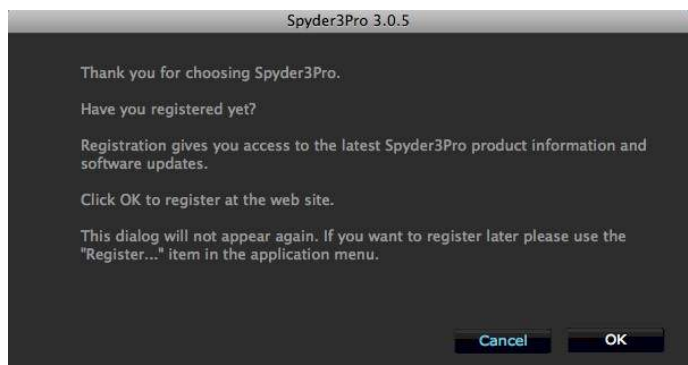 Spyder3Pro 3.0.5
Thank you for choosing Spyder3Pro.
Have you registered yet?
Registration gives you access to the latest Spyder3Pro product information and
software updates.
Click OK to register at the web site.
This dialog will not appear again. If you want to register later please use the
"Register..." item in the application menu.
Cancel
OK